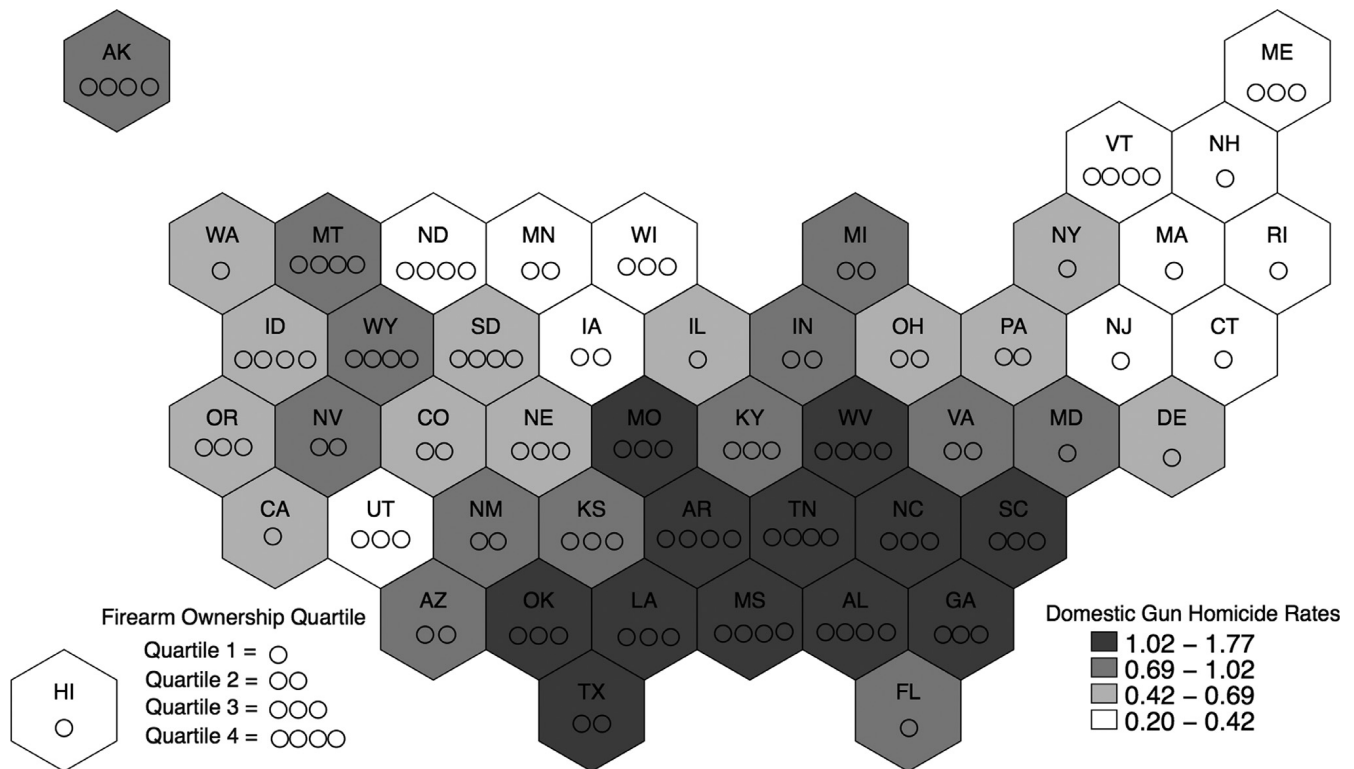 AK
ME
VT
NH
WA
MT
ND
MN
WI
MI
NY
MA
RI
ID
WY
SD
IA
IL
IN
OH
PA
NJ
CT
OR
NV
CO
NE
MO
KY
WV
VA
MD
DE
CA
UT
NM
KS
AR
TN
NC
SC
AZ
OK
LA
MS
AL
GA
HI
TX
FL
Firearm Ownership Quartile
Quartile 1 =
Quartile 2 =
Quartile 3 =
Quartile 4 =
Domestic Gun Homicide Rates
1.02 – 1.77
0.69 – 1.02
0.42 – 0.69
0.20 – 0.42